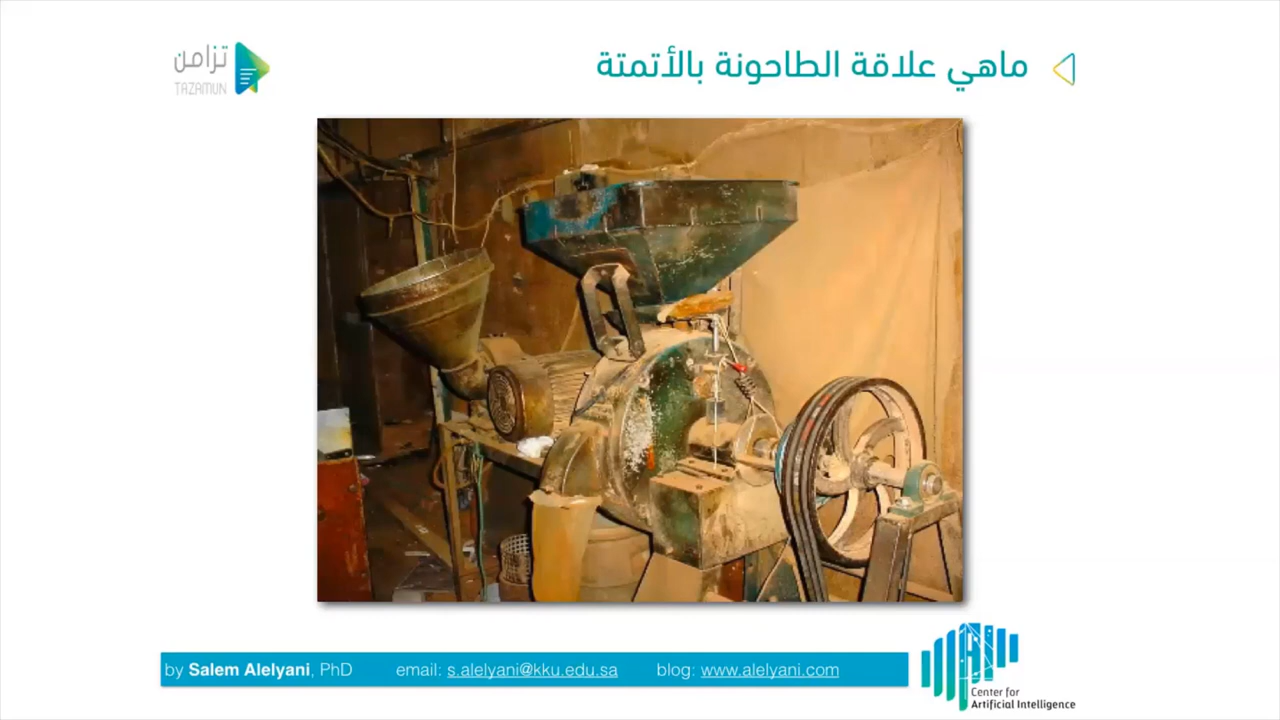 ماهي علاقة الطاحونة بالأتمتة
تزامن
TAZAMUN
by Salem Alelyani, PhD email: s.alelyani@kku.edu.sa blog: www.alelyani.com
Center for
Artificial Intelligence